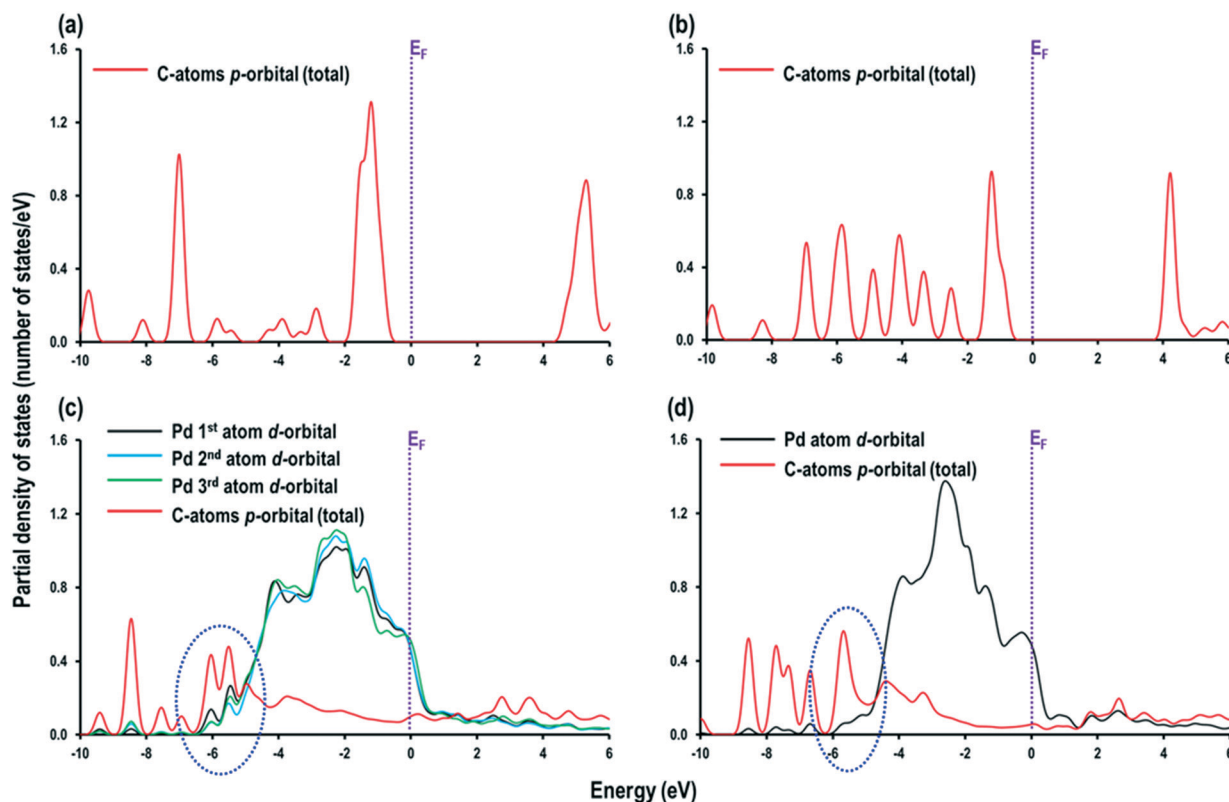 (a)
E_F
C-atoms p-orbital (total)
1.6
1.2
0.8
0.4
0.0
-10 -8 -6 -4 -2 0 2 4 6
(b)
E_F
C-atoms p-orbital (total)
1.6
1.2
0.8
0.4
0.0
-10 -8 -6 -4 -2 0 2 4 6
Partial density of states (number of states/eV)
(c)
Pd 1st atom d-orbital
Pd 2nd atom d-orbital
Pd 3rd atom d-orbital
C-atoms p-orbital (total)
E_F
1.6
1.2
0.8
0.4
0.0
-10 -8 -6 -4 -2 0 2 4 6
(d)
Pd atom d-orbital
C-atoms p-orbital (total)
E_F
1.6
1.2
0.8
0.4
0.0
-10 -8 -6 -4 -2 0 2 4 6
Energy (eV)